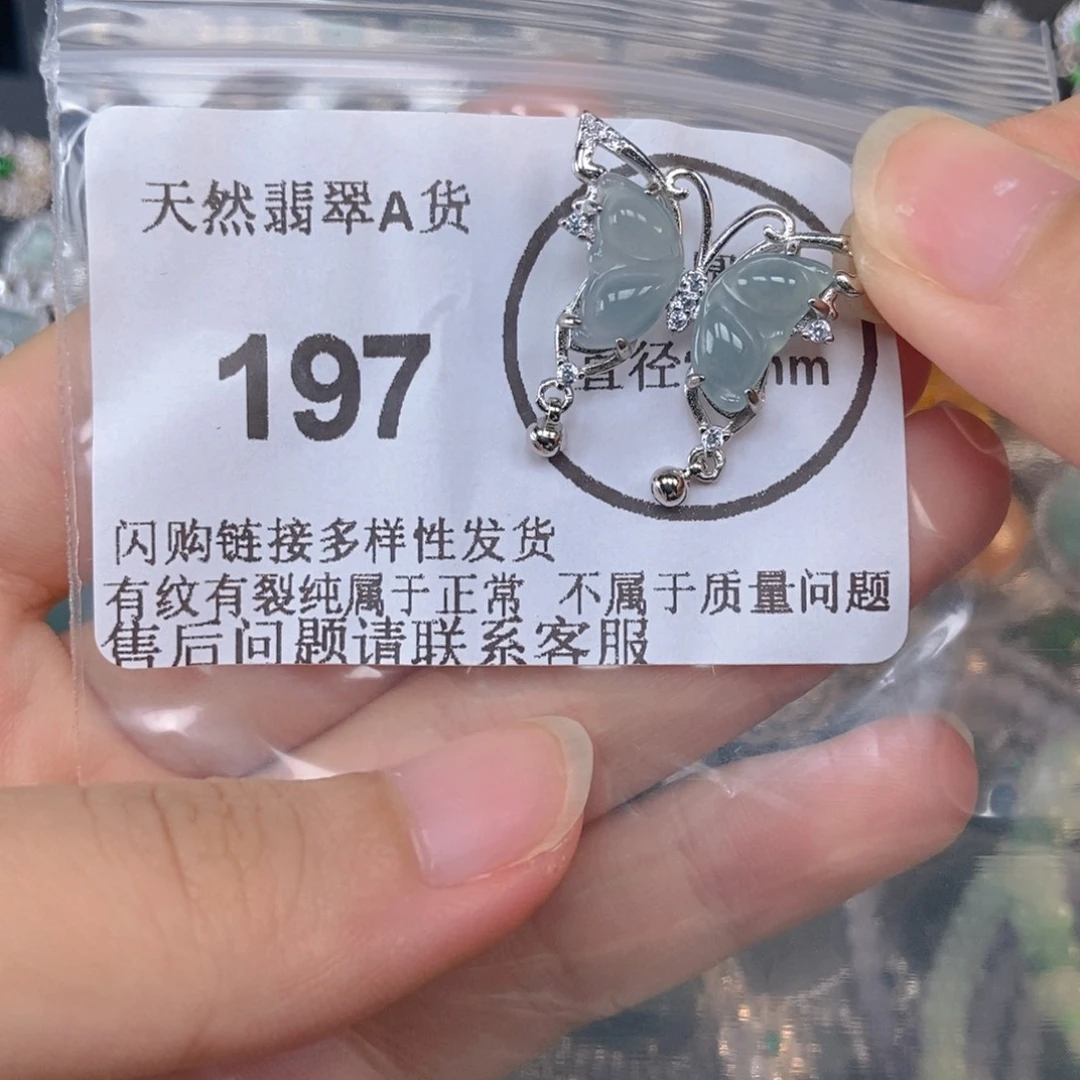 天然翡翠A货
197
直径 mm
闪购链接多样性发货
有纹有裂纯属于正常 不属于质量问题
售后问题请联系客服